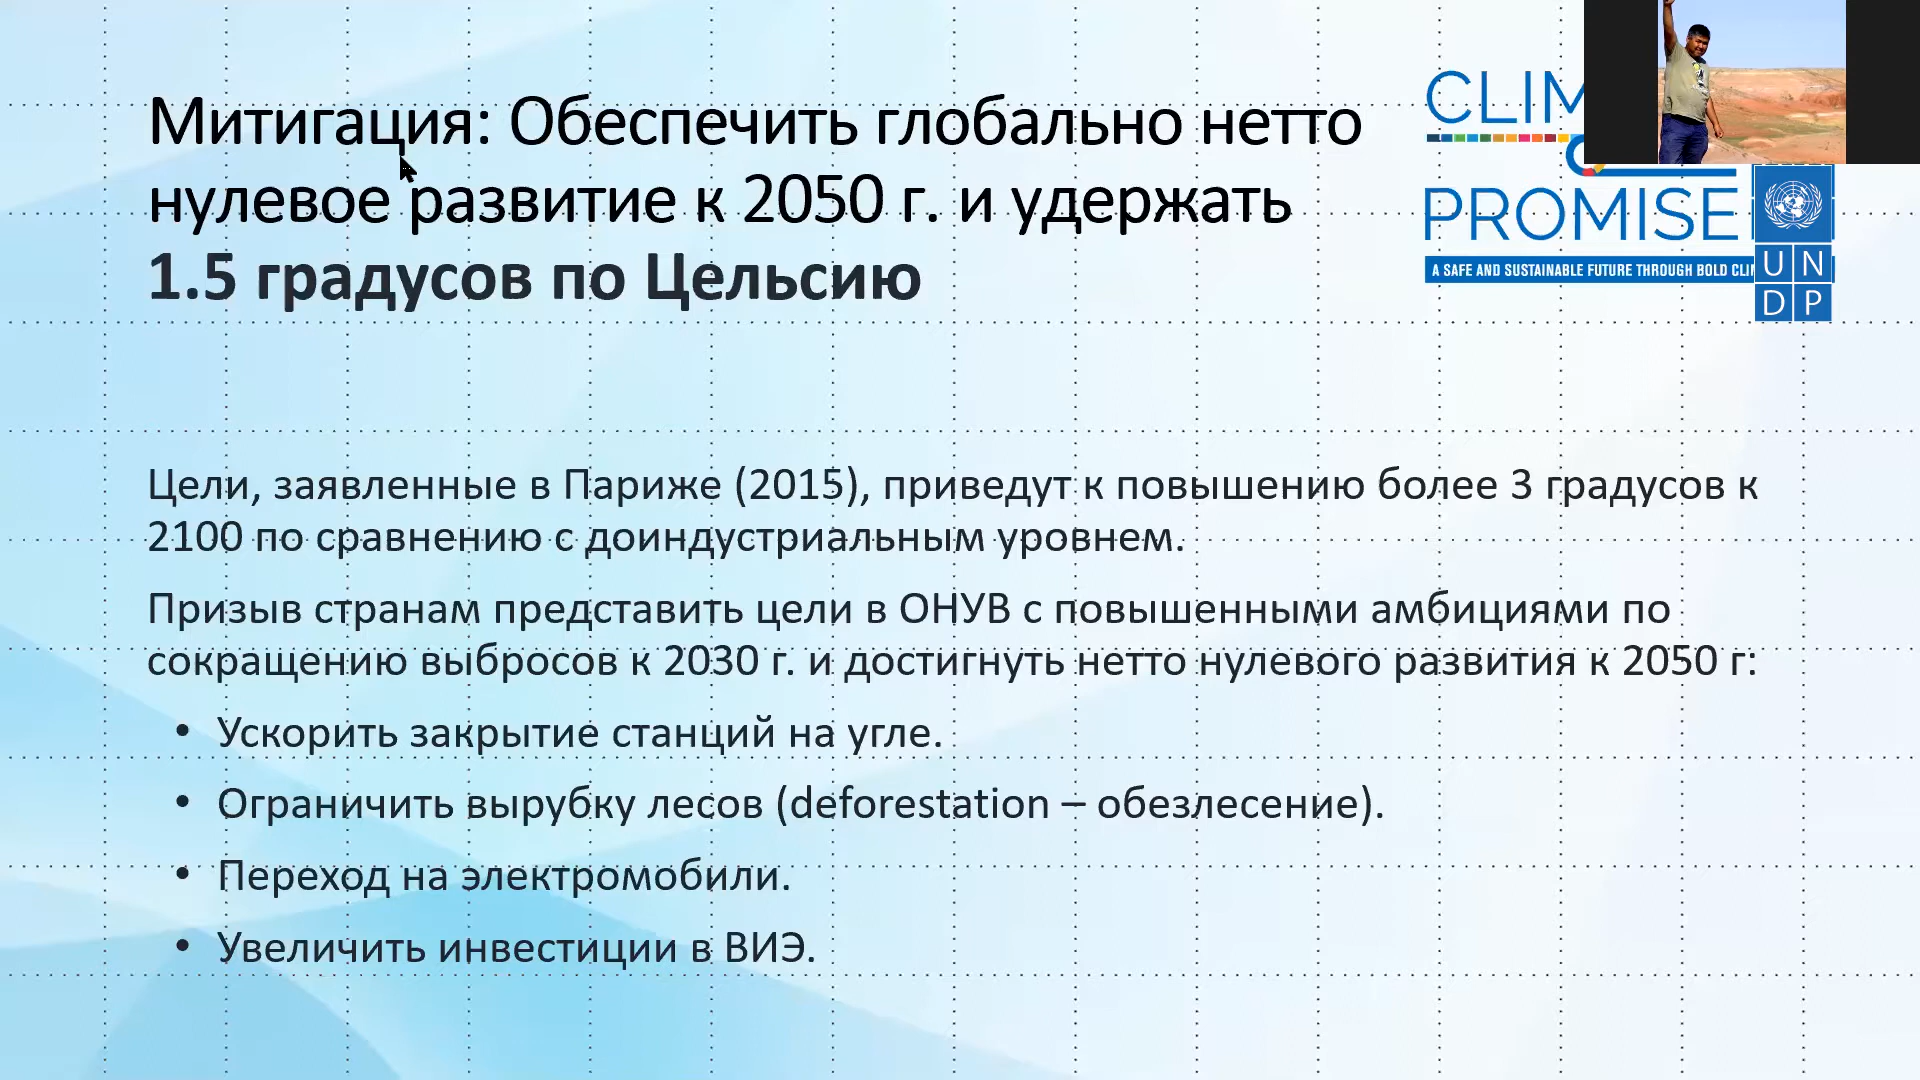 Митигация: Обеспечить глобально нетто
нулевое развитие к 2050 г. и удержать
1.5 градусов по Цельсию
PROMISE
A SAFE AND SUSTAINABLE FUTURE THROUGH BOLD
UN
DP
Цели, заявленные в Париже (2015), приведут к повышению более 3 градусов к
2100 по сравнению с доиндустриальным уровнем.
Призыв странам представить цели в ОНУВ с повышенными амбициями по
сокращению выбросов к 2030 г. и достигнуть нетто нулевого развития к 2050 г:
• Ускорить закрытие станций на угле.
• Ограничить вырубку лесов (deforestation – обезлесение).
• Переход на электромобили.
• Увеличить инвестиции в ВИЭ.